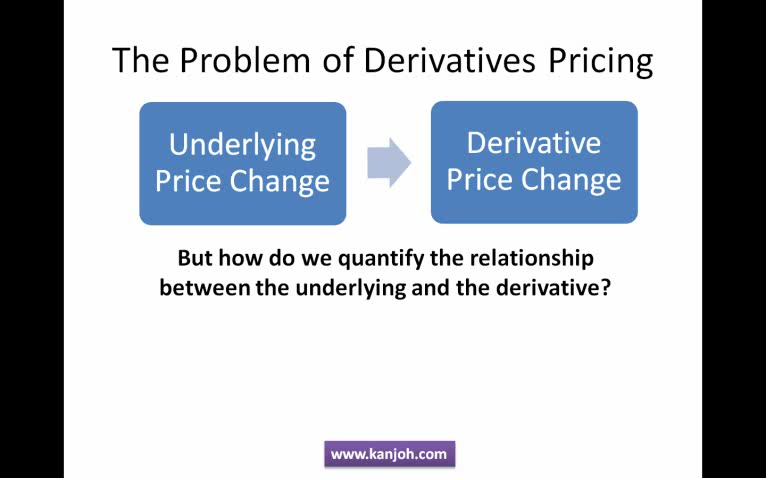 The Problem of Derivatives Pricing
Underlying
Price Change
Derivative
Price Change
But how do we quantify the relationship
between the underlying and the derivative?
www.kanjoh.com